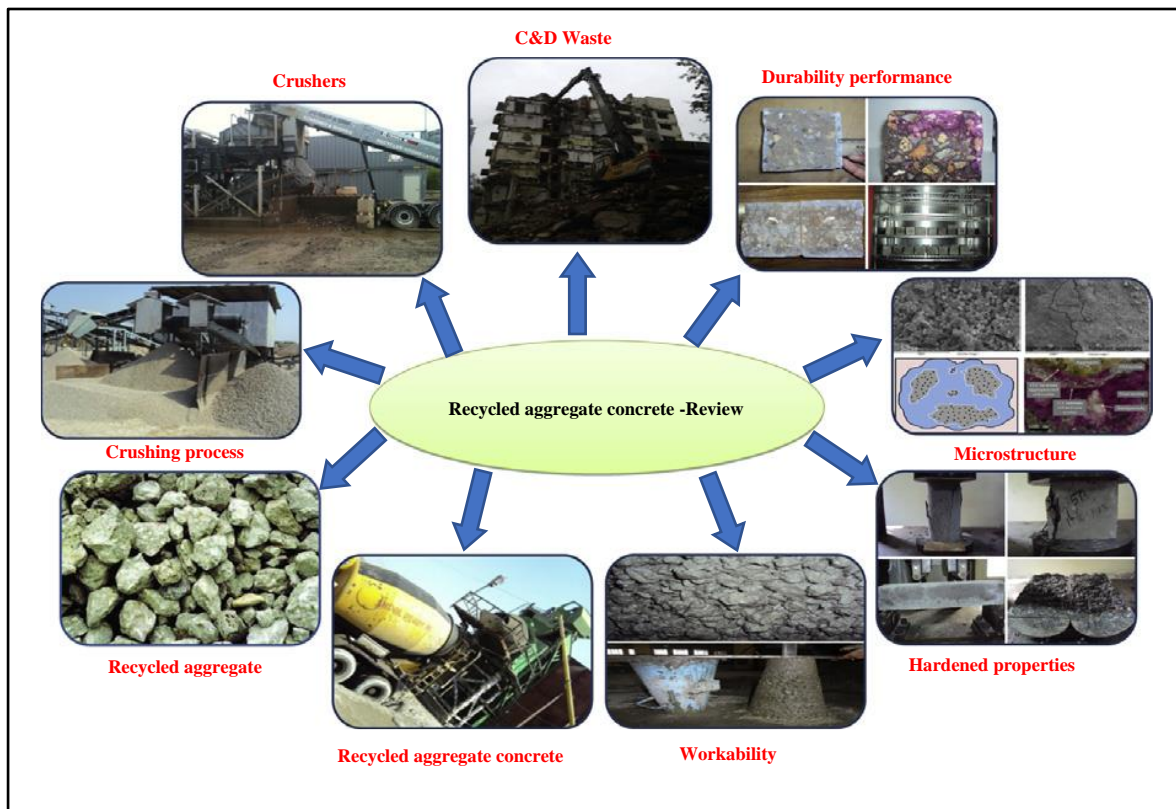 C&D Waste
Crushers
Durability performance
Recycled aggregate concrete -Review
Crushing process
Microstructure
Recycled aggregate
Hardened properties
Recycled aggregate concrete
Workability